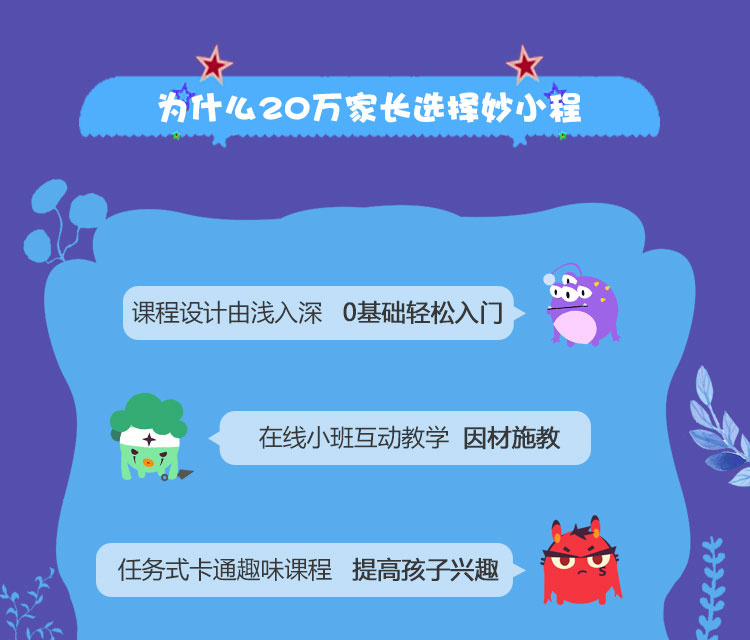 为什么20万家长选择妙小程
课程设计由浅入深 0基础轻松入门
在线小班互动教学 因材施教
任务式卡通趣味课程 提高孩子兴趣